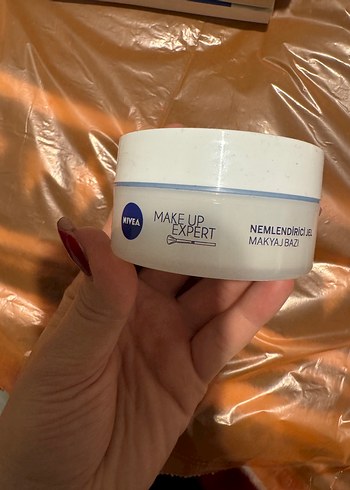 NIVEA
MAKE UP
EXPERT
NEMLENDİRİCİ JEL
MAKYAJ BAZI